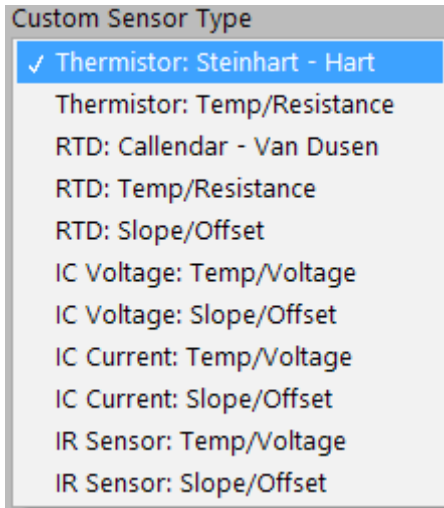 Custom Sensor Type
✓ Thermistor: Steinhart - Hart
Thermistor: Temp/Resistance
RTD: Callendar - Van Dusen
RTD: Temp/Resistance
RTD: Slope/Offset
IC Voltage: Temp/Voltage
IC Voltage: Slope/Offset
IC Current: Temp/Voltage
IC Current: Slope/Offset
IR Sensor: Temp/Voltage
IR Sensor: Slope/Offset